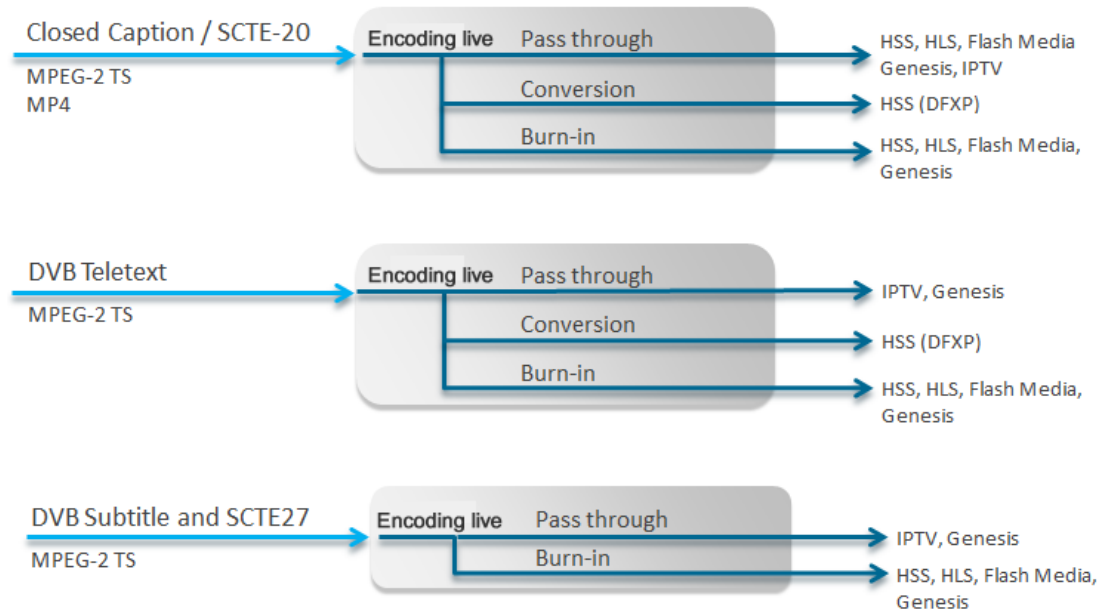 Closed Caption / SCTE-20
MPEG-2 TS
MP4
Encoding live
Pass through
HSS, HLS, Flash Media
Genesis, IPTV
Conversion
HSS (DFXP)
Burn-in
HSS, HLS, Flash Media,
Genesis
DVB Teletext
MPEG-2 TS
Encoding live
Pass through
IPTV, Genesis
Conversion
HSS (DFXP)
Burn-in
HSS, HLS, Flash Media,
Genesis
DVB Subtitle and SCTE27
MPEG-2 TS
Encoding live
Pass through
IPTV, Genesis
Burn-in
HSS, HLS, Flash Media,
Genesis